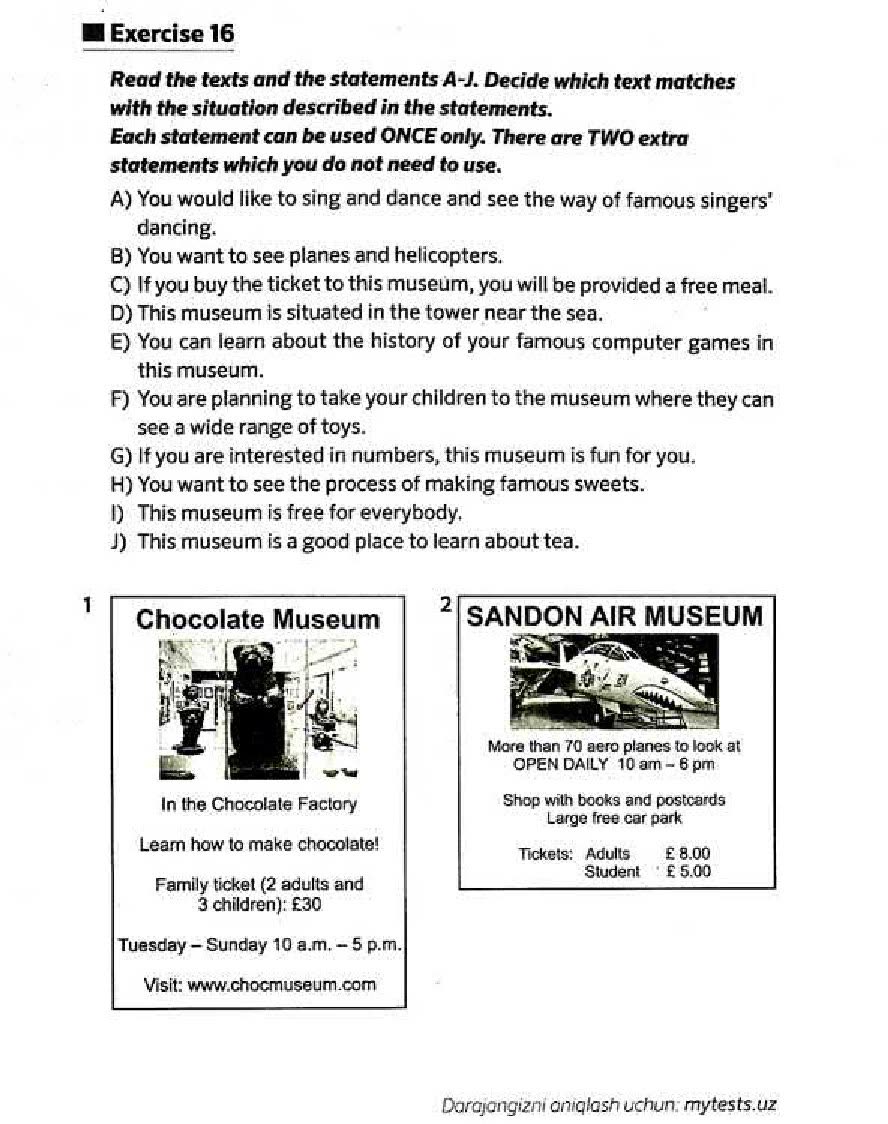 Exercise 16
Read the texts and the statements A-J. Decide which text matches
with the situation described in the statements.
Each statement can be used ONCE only. There are TWO extra
statements which you do not need to use.
A) You would like to sing and dance and see the way of famous singers'
dancing.
B) You want to see planes and helicopters.
C) If you buy the ticket to this museum, you will be provided a free meal.
D) This museum is situated in the tower near the sea.
E) You can learn about the history of your famous computer games in
this museum.
F) You are planning to take your children to the museum where they can
see a wide range of toys.
G) If you are interested in numbers, this museum is fun for you.
H) You want to see the process of making famous sweets.
I) This museum is free for everybody.
J) This museum is a good place to learn about tea.
1
Chocolate Museum
In the Chocolate Factory
Learn how to make chocolate!
Family ticket (2 adults and
3 children): £30
Tuesday – Sunday 10 a.m. – 5 p.m.
Visit: www.chocmuseum.com
2
SANDON AIR MUSEUM
More than 70 aero planes to look at
OPEN DAILY 10 am – 6 pm
Shop with books and postcards
Large free car park
Tickets: Adults £ 8.00
Student £ 5.00
Darajangizni aniqlash uchun: mytests.uz